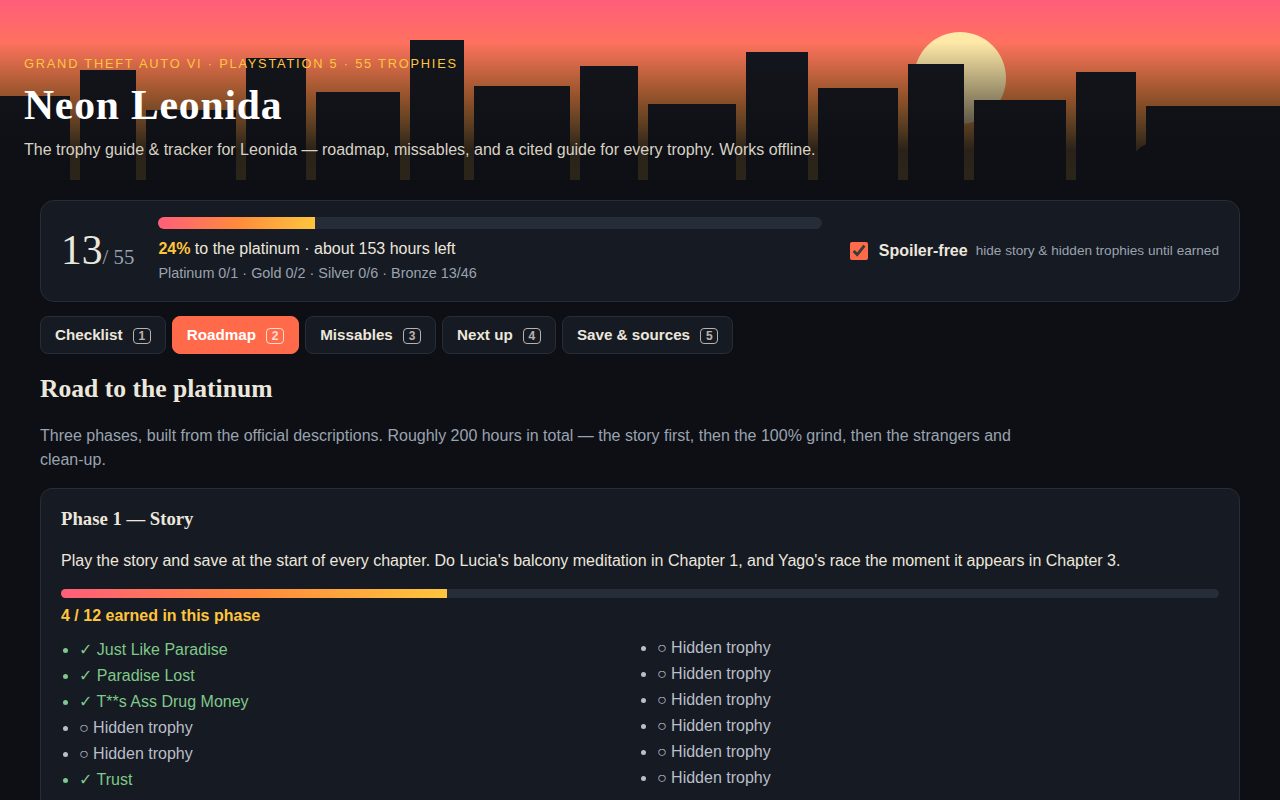 GRAND THEFT AUTO VI · PLAYSTATION 5 · 55 TROPHIES
Neon Leonida
The trophy guide & tracker for Leonida — roadmap, missables, and a cited guide for every trophy. Works offline.
13 / 55
24% to the platinum · about 153 hours left
Platinum 0/1 · Gold 0/2 · Silver 0/6 · Bronze 13/46
Spoiler-free hide story & hidden trophies until earned
Checklist 1
Roadmap 2
Missables 3
Next up 4
Save & sources 5
Road to the platinum
Three phases, built from the official descriptions. Roughly 200 hours in total — the story first, then the 100% grind, then the strangers and
clean-up.
Phase 1 — Story
Play the story and save at the start of every chapter. Do Lucia's balcony meditation in Chapter 1, and Yago's race the moment it appears in Chapter 3.
4 / 12 earned in this phase
• ✓ Just Like Paradise
• ✓ Paradise Lost
• ✓ T**s Ass Drug Money
• ○ Hidden trophy
• ○ Hidden trophy
• ✓ Trust
• ○ Hidden trophy
• ○ Hidden trophy
• ○ Hidden trophy
• ○ Hidden trophy
• ○ Hidden trophy
• ○ Hidden trophy